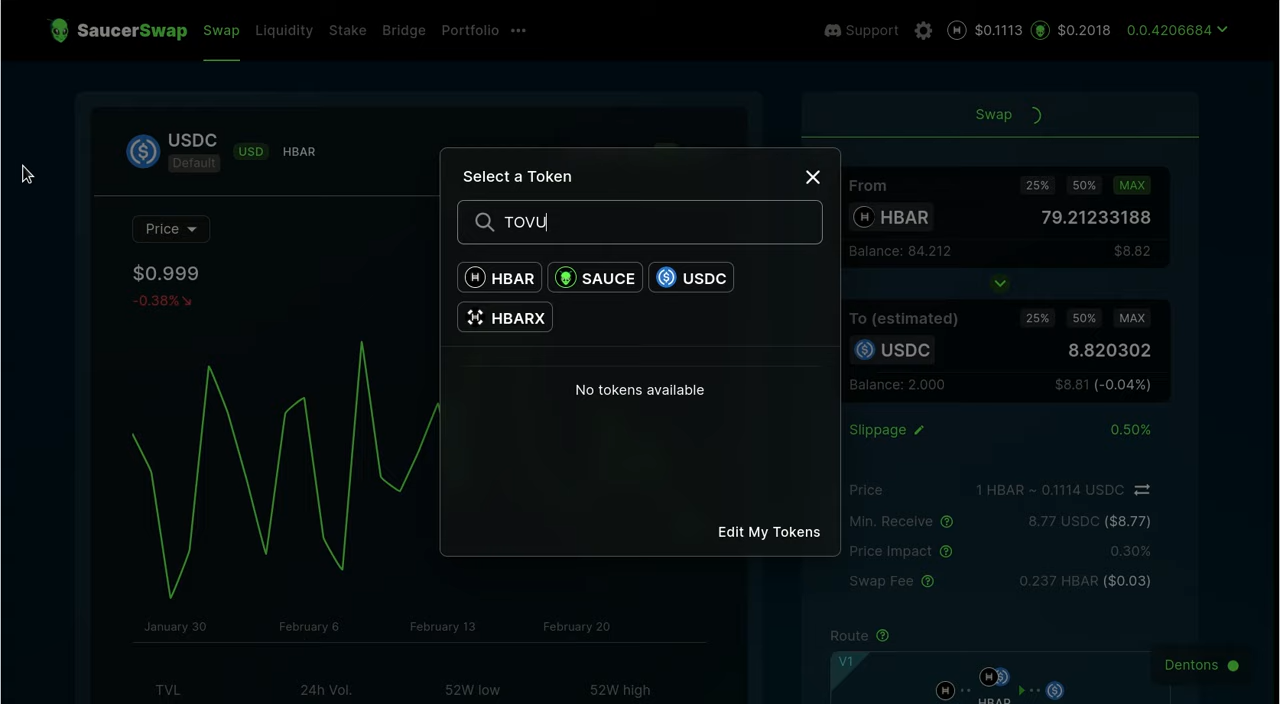 SaucerSwap Swap Liquidity Stake Bridge Portfolio ••• Support $0.1113 $0.2018 0.0.4206684
Swap
USDC
Default
USD HBAR
Price
$0.999
-0.38%
January 30 February 6 February 13 February 20
TVL 24h Vol. 52W low 52W high
Select a Token
TOVU
HBAR SAUCE USDC
HBARX
No tokens available
Edit My Tokens
From 25% 50% MAX
HBAR 79.21233188
Balance: 84.212 $8.82
To (estimated) 25% 50% MAX
USDC 8.820302
Balance: 2.000 $8.81 (-0.04%)
Slippage 0.50%
Price 1 HBAR ~ 0.1114 USDC
Min. Receive 8.77 USDC ($8.77)
Price Impact 0.30%
Swap Fee 0.237 HBAR ($0.03)
Route
V1
HBAR
Dentons